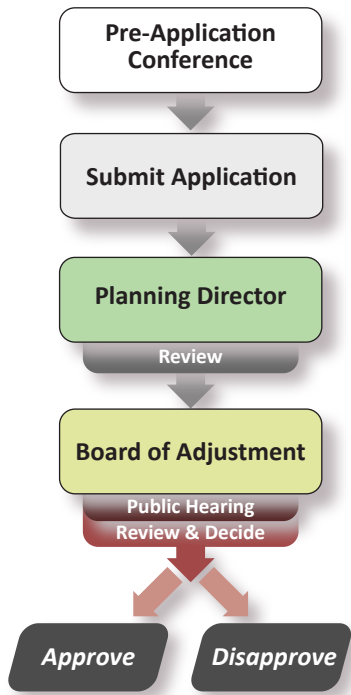 Pre-Application
Conference
Submit Application
Planning Director
Review
Board of Adjustment
Public Hearing
Review & Decide
Approve
Disapprove